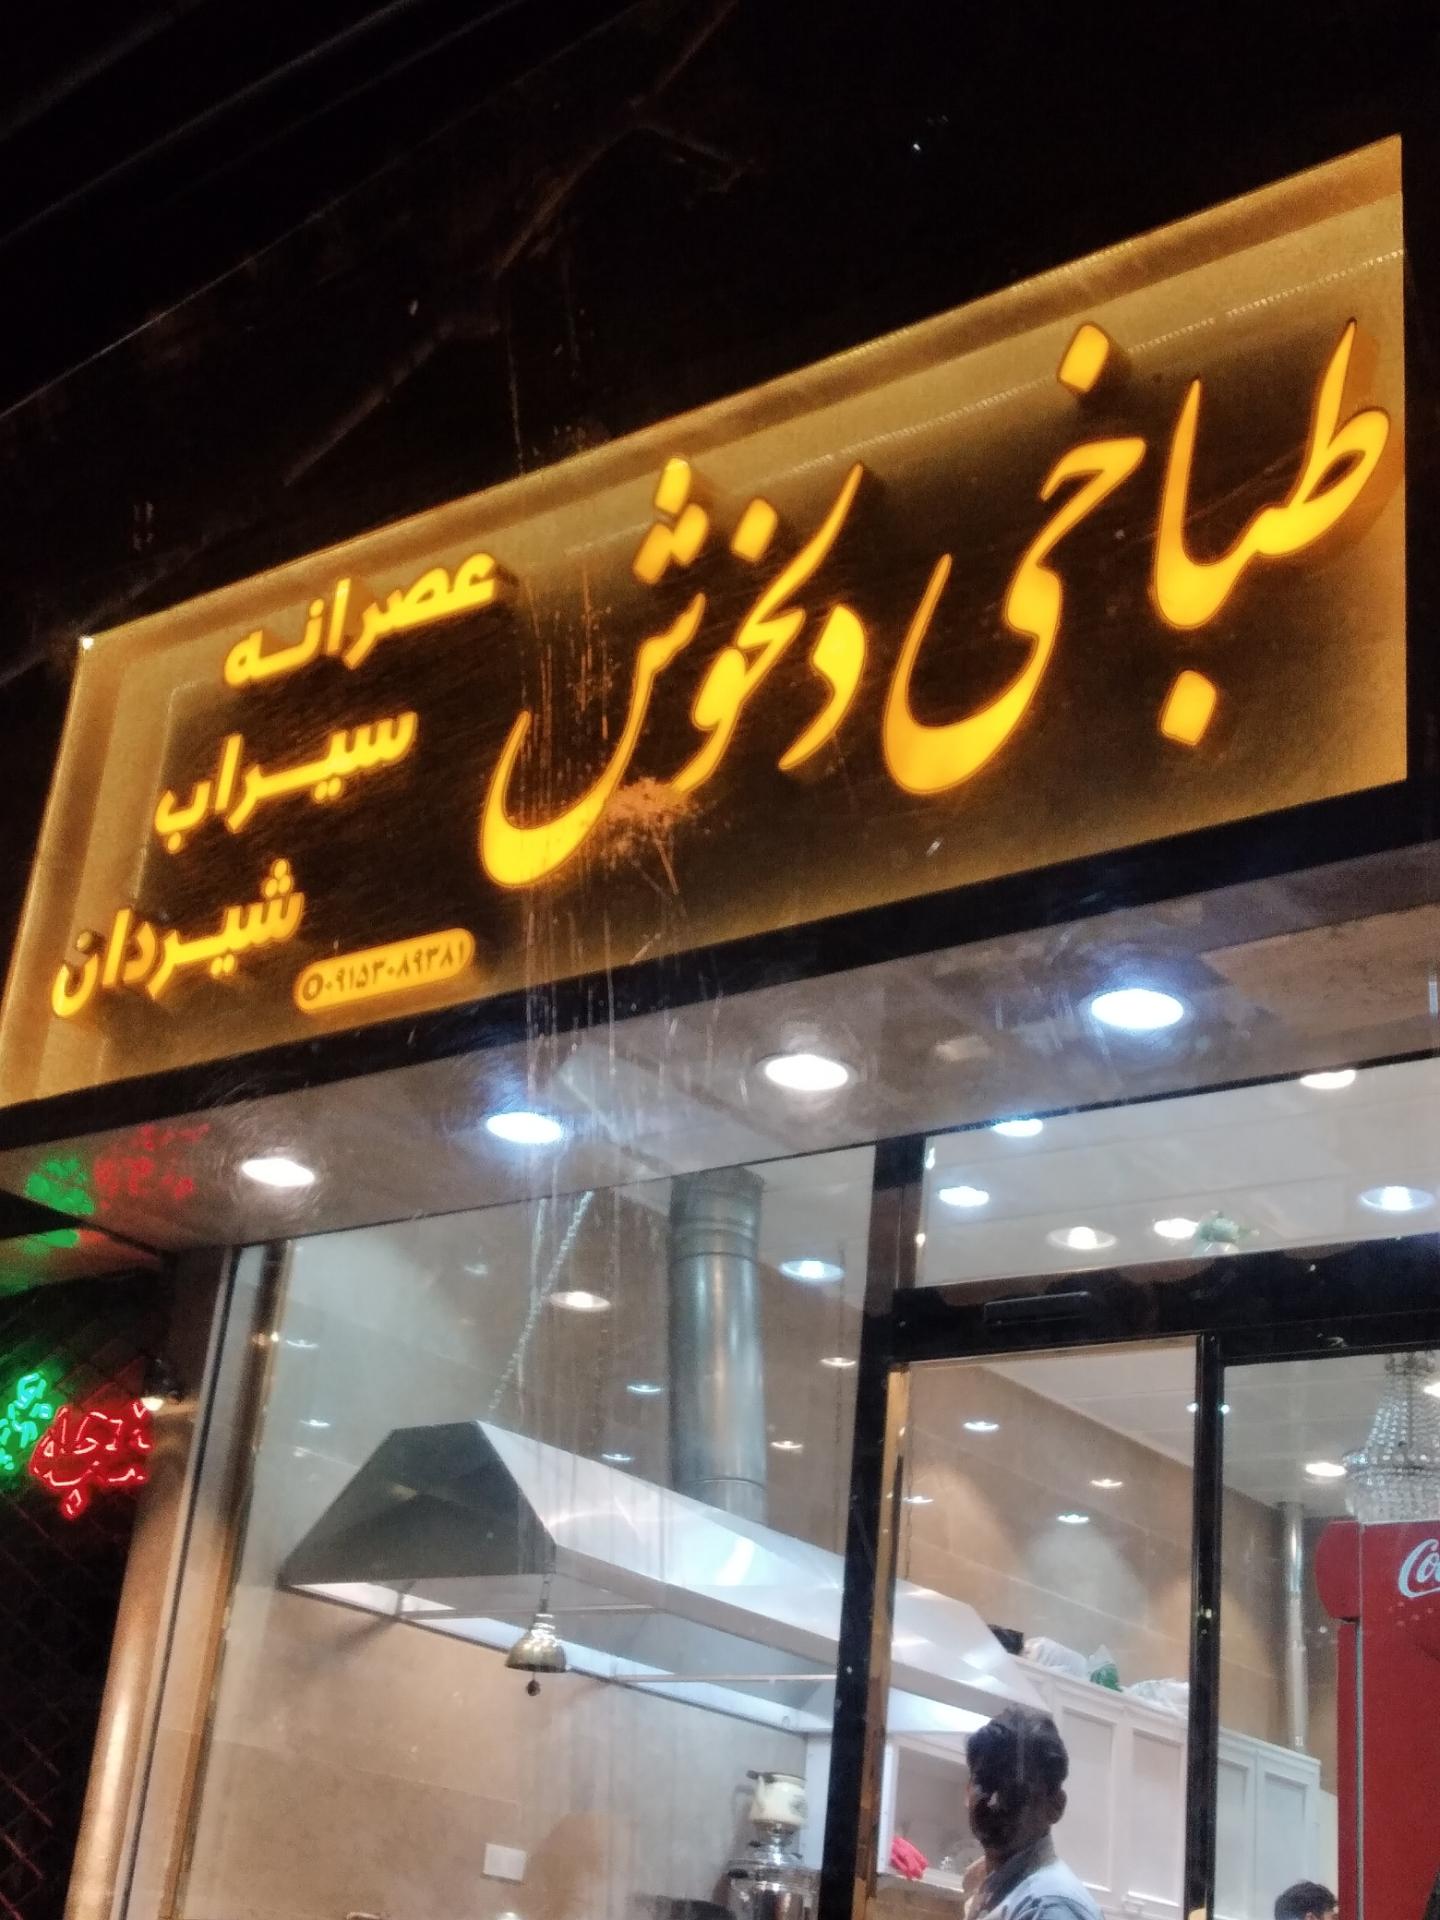 طباخی دلخوش
عصرانه
سیراب
شیردان
۰۹۱۵۳۰۸۹۳۸۱